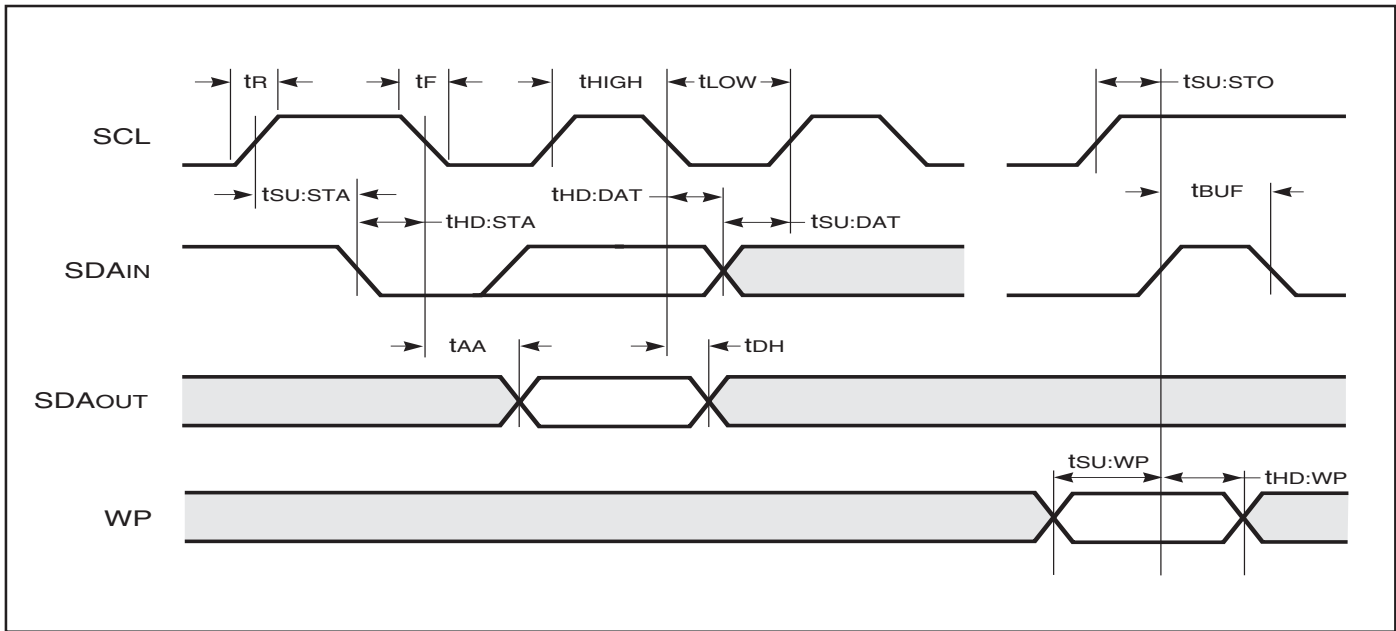 tR tF tHIGH tLOW tSU:STO
SCL
tSU:STA tHD:DAT tBUF
tHD:STA tSU:DAT
SDAIN
tAA tDH
SDAOUT
tSU:WP
tHD:WP
WP